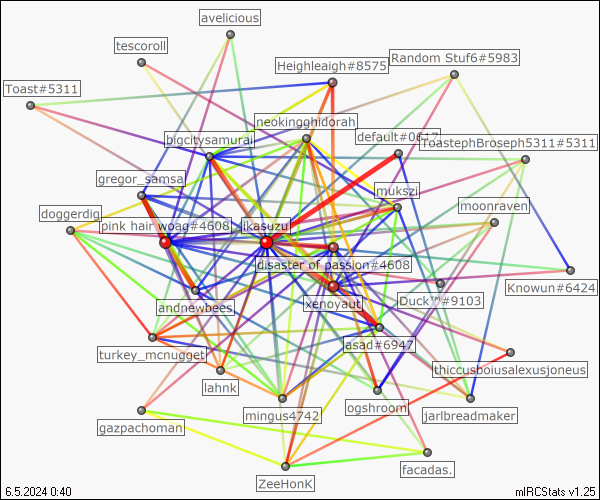 avelicious
tescoroll
Random Stuf6#5983
Heighleaigh#8575
Toast#5311
neokingghidorah
default#0617
bigcitysamurai
ToastephBroseph5311#5311
gregor_samsa
mukszi
doggerdig
moonraven
pink hair woag#4608
ikasuzu
disaster of passion#4608
Knowun#6424
andnewbees
xenoyaut
Duck™#9103
asad#6947
turkey_mcnugget
thiccusboiusalexusjoneus
lahnk
mingus4742
ogshroom
jarlbreadmaker
gazpachoman
facadas.
ZeeHonK
6.5.2024 0:40
mIRCStats v1.25